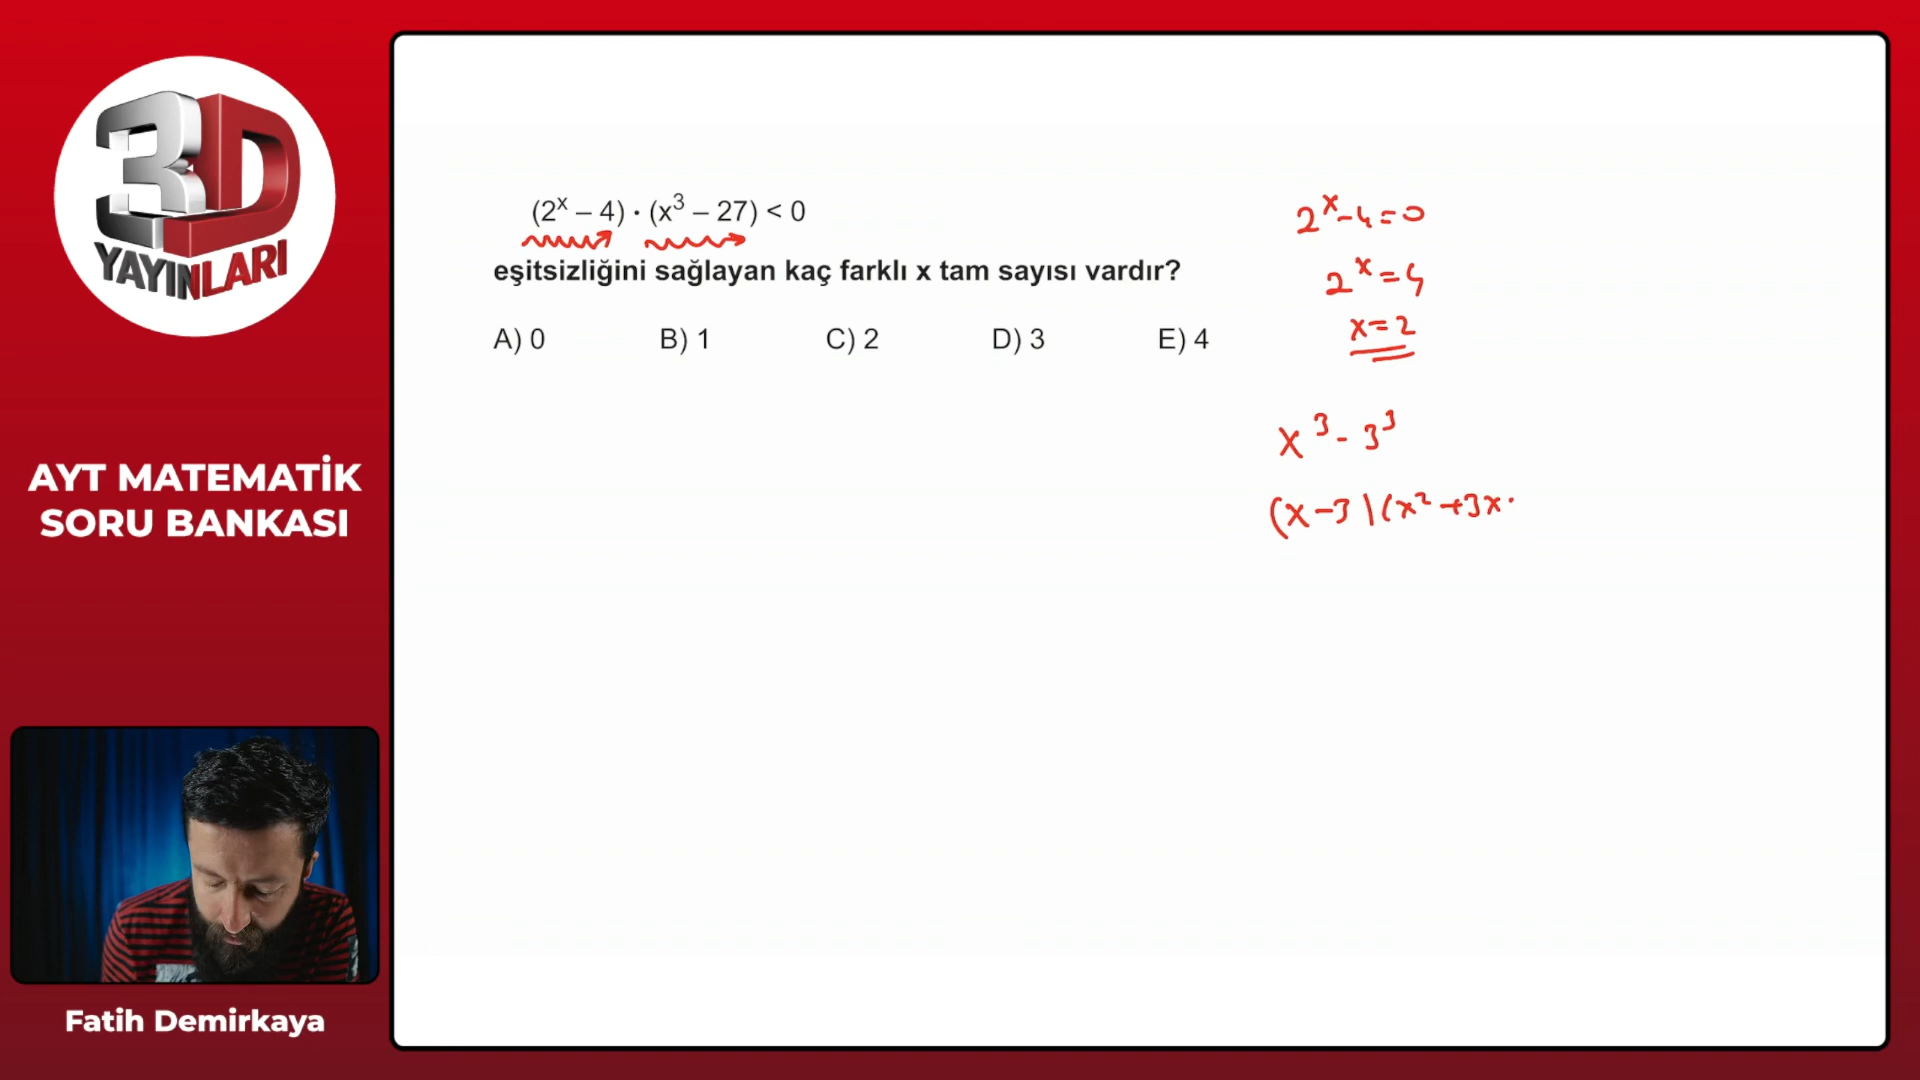 3D
YAYINLARI
AYT MATEMATİK
SORU BANKASI
Fatih Demirkaya
(2ˣ – 4) · (x³ – 27) < 0
eşitsizliğini sağlayan kaç farklı x tam sayısı vardır?
A) 0 B) 1 C) 2 D) 3 E) 4
2ˣ-4=0
2ˣ=4
x=2
x³-3³
(x-3)(x²+3x